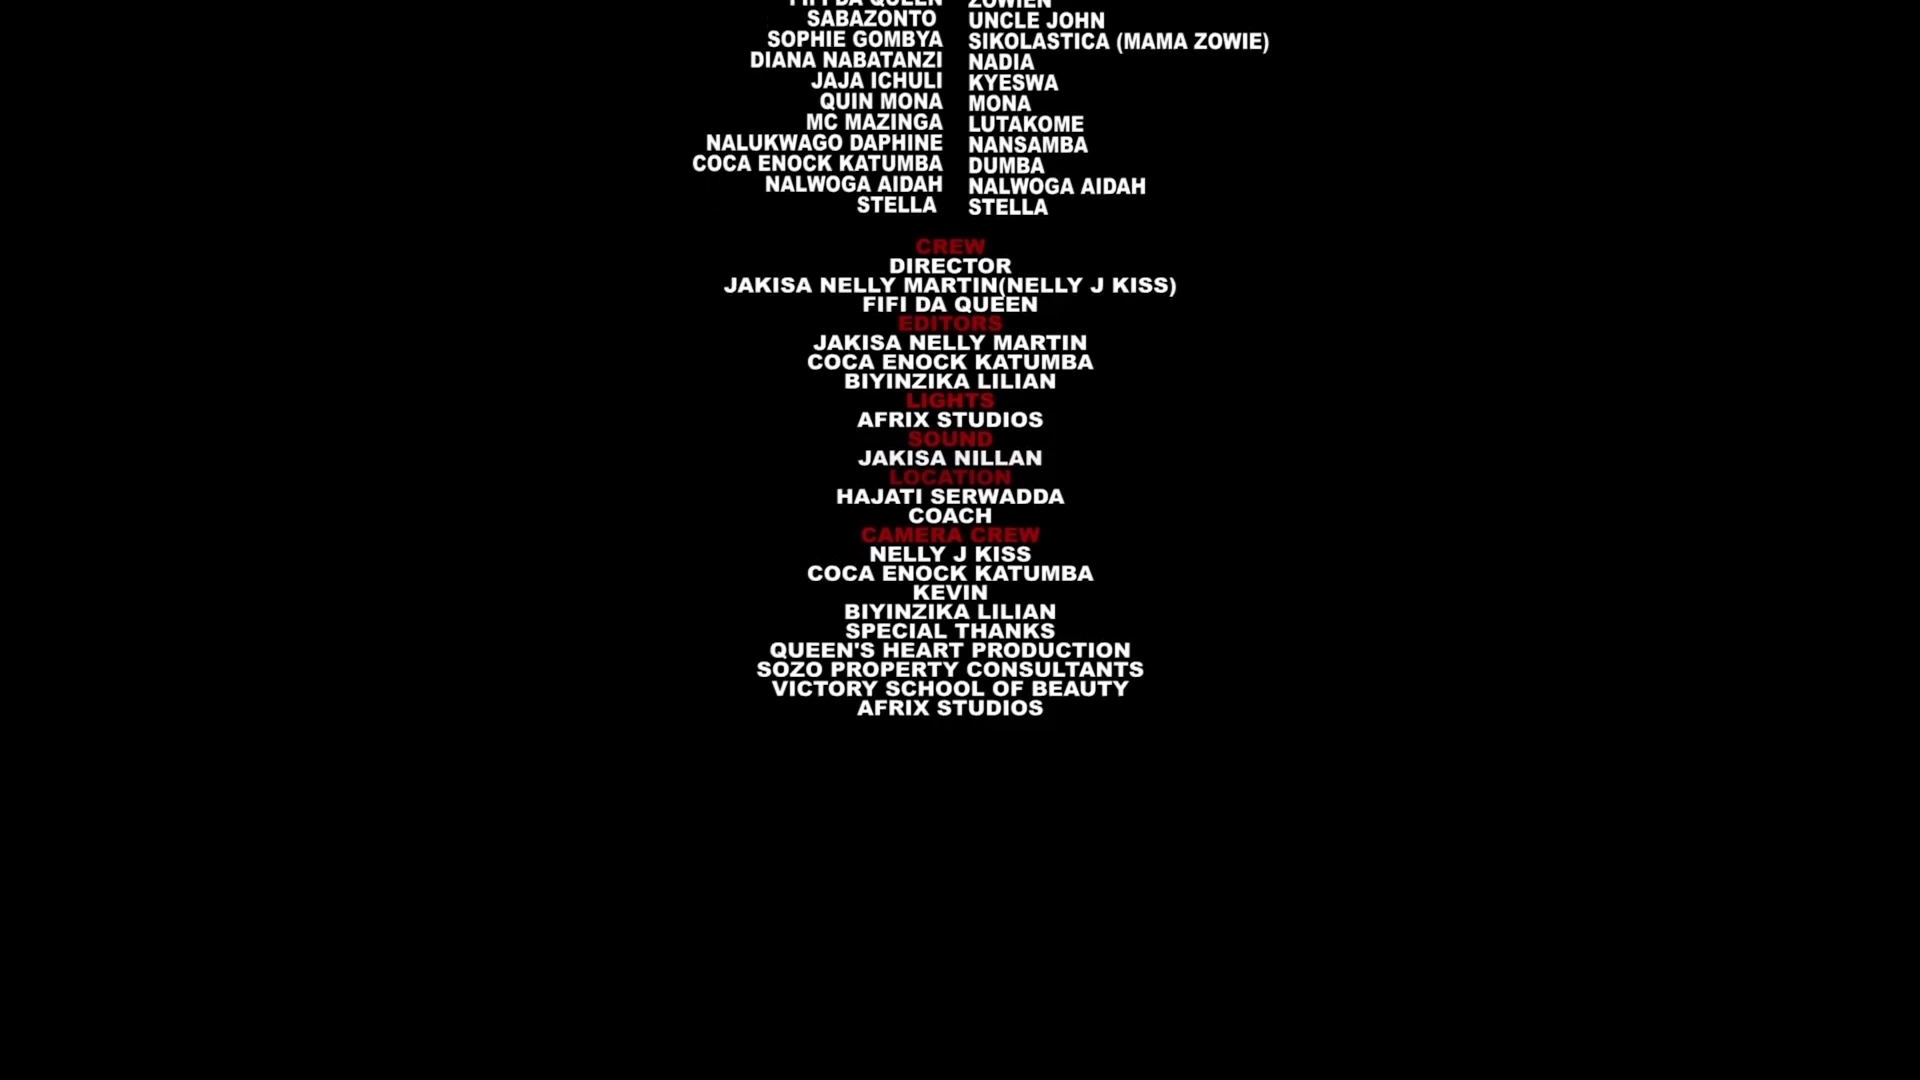 FIFI DA QUEEN ZOWIEN
SABAZONTO UNCLE JOHN
SOPHIE GOMBYA SIKOLASTICA (MAMA ZOWIE)
DIANA NABATANZI NADIA
JAJA ICHULI KYESWA
QUIN MONA MONA
MC MAZINGA LUTAKOME
NALUKWAGO DAPHINE NANSAMBA
COCA ENOCK KATUMBA DUMBA
NALWOGA AIDAH NALWOGA AIDAH
STELLA STELLA
CREW
DIRECTOR
JAKISA NELLY MARTIN(NELLY J KISS)
FIFI DA QUEEN
EDITORS
JAKISA NELLY MARTIN
COCA ENOCK KATUMBA
BIYINZIKA LILIAN
LIGHTS
AFRIX STUDIOS
SOUND
JAKISA NILLAN
LOCATION
HAJATI SERWADDA
COACH
CAMERA CREW
NELLY J KISS
COCA ENOCK KATUMBA
KEVIN
BIYINZIKA LILIAN
SPECIAL THANKS
QUEEN'S HEART PRODUCTION
SOZO PROPERTY CONSULTANTS
VICTORY SCHOOL OF BEAUTY
AFRIX STUDIOS